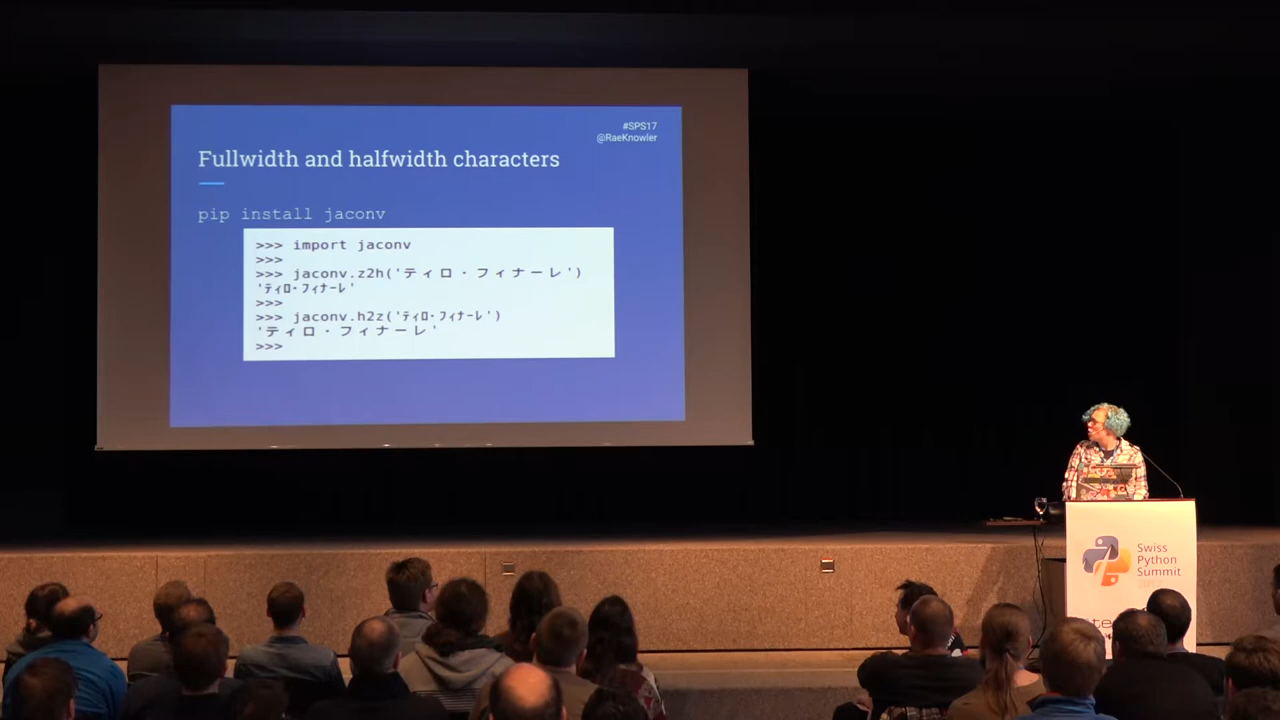 #SPS17
@RaeKnowler
Fullwidth and halfwidth characters
pip install jaconv
>>> import jaconv
>>>
>>> jaconv.z2h('ティロ・フィナーレ')
'ﾃｨﾛ･ﾌｨﾅｰﾚ'
>>>
>>> jaconv.h2z('ﾃｨﾛ･ﾌｨﾅｰﾚ')
'ティロ・フィナーレ'
>>>
Swiss
Python
Summit